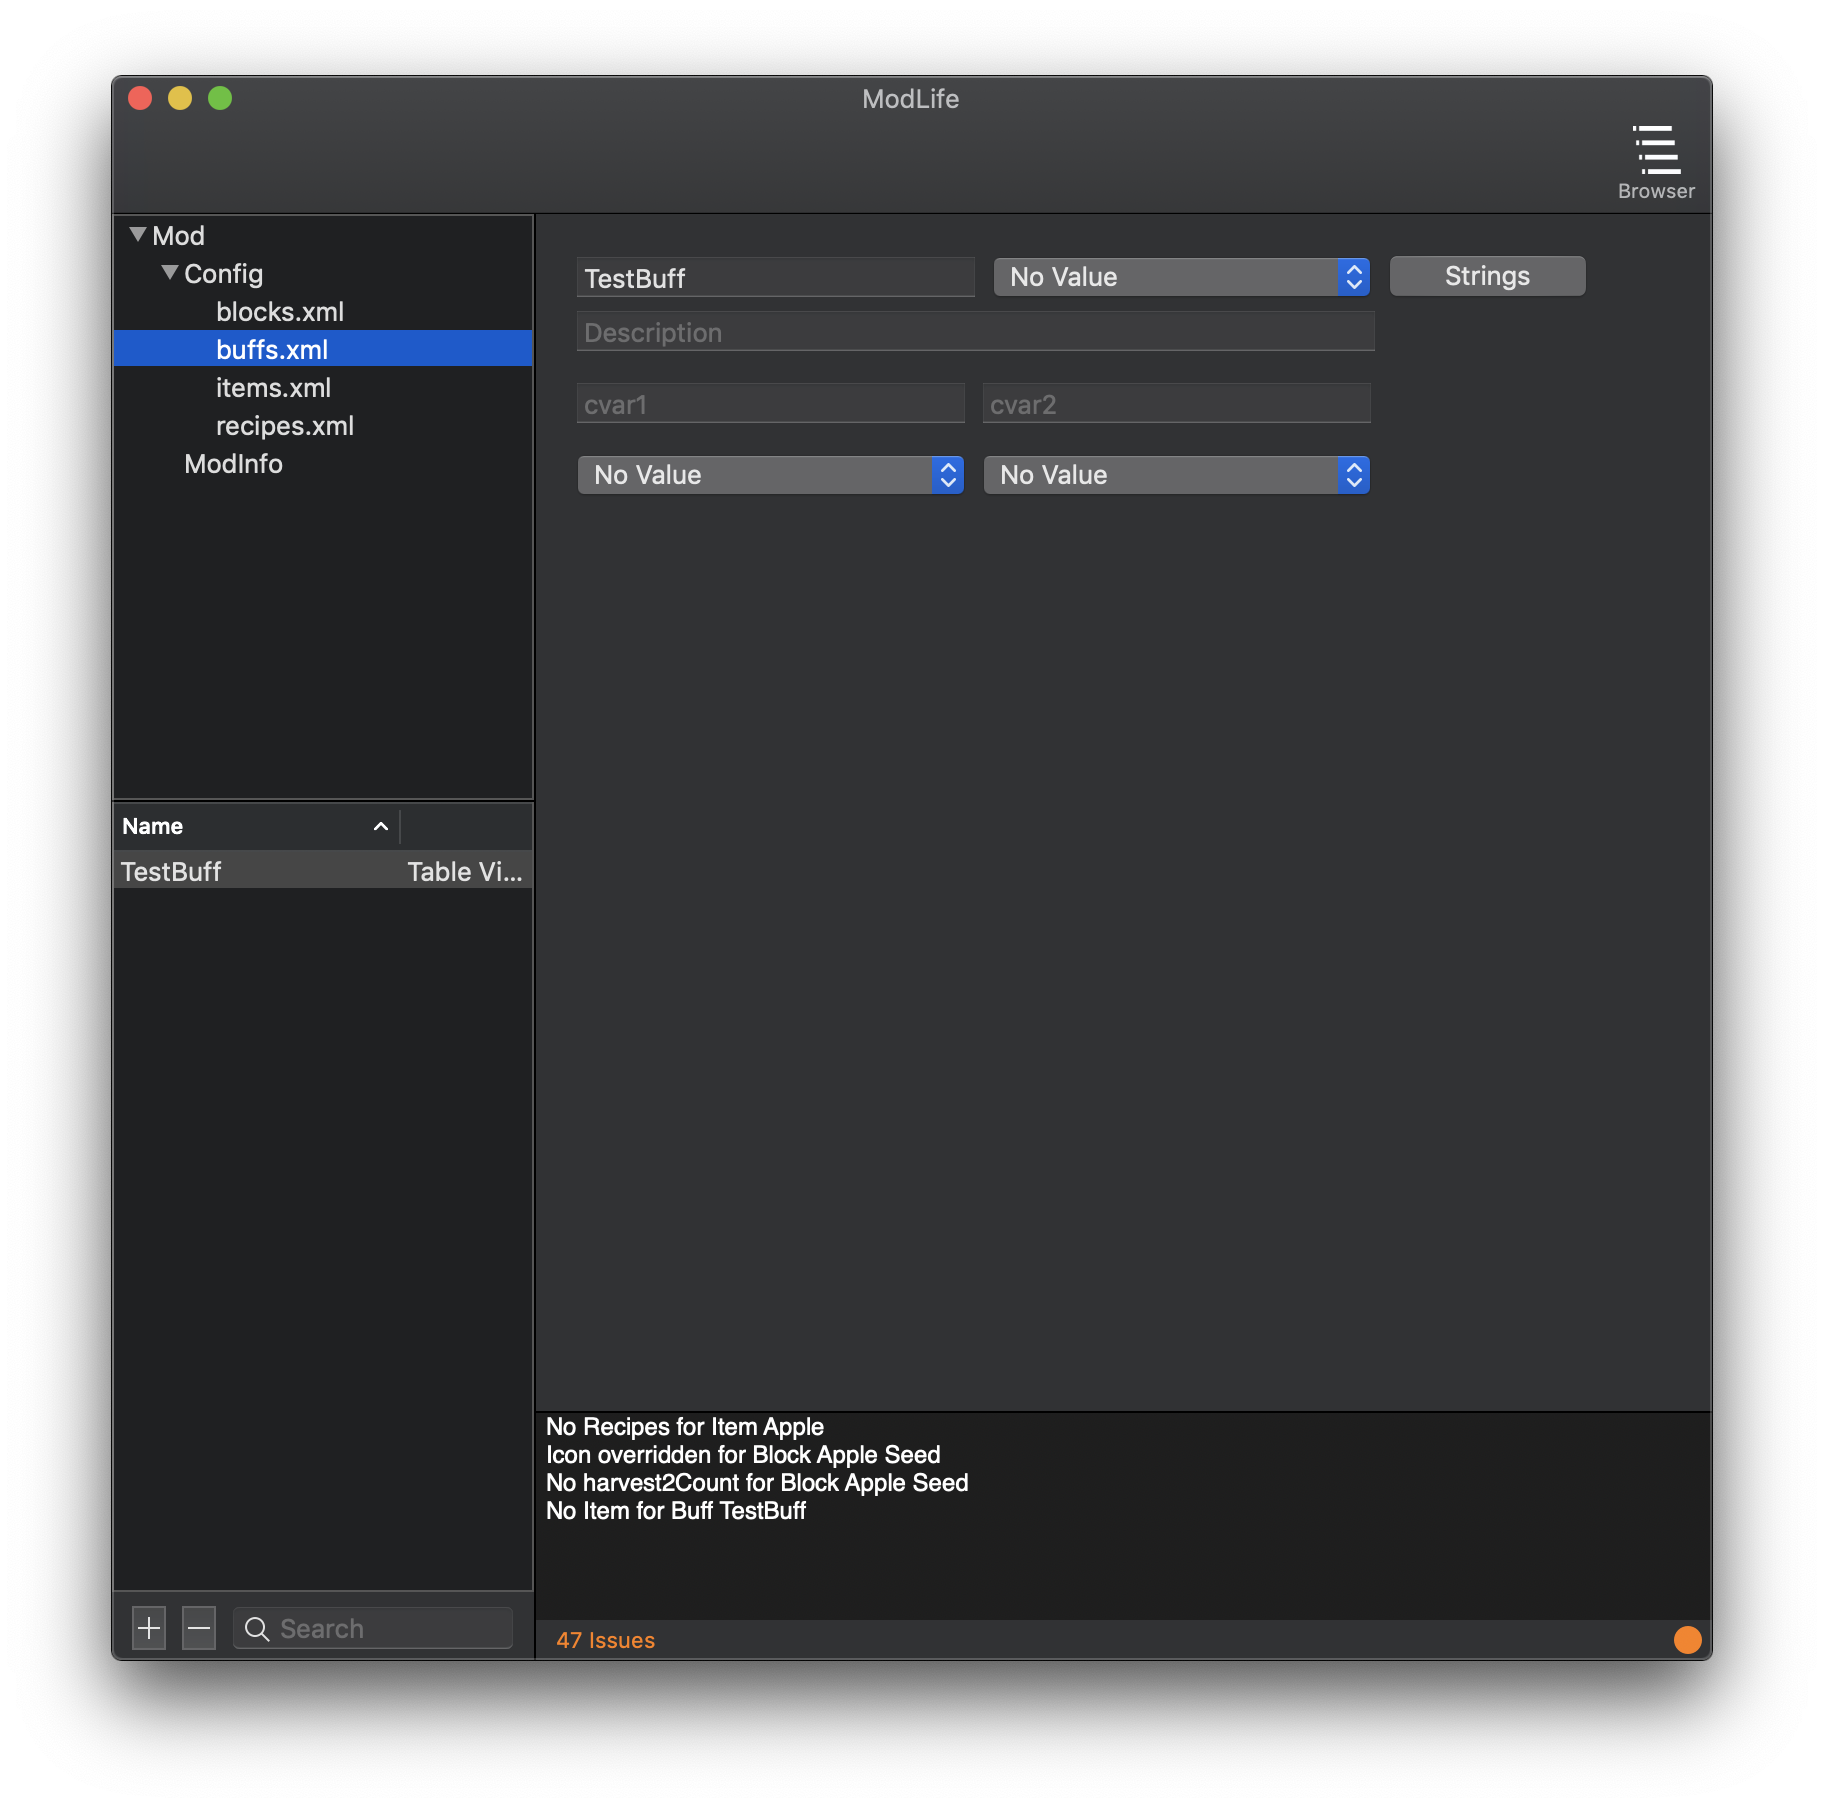 ModLife
Browser
Mod
Config
blocks.xml
buffs.xml
items.xml
recipes.xml
ModInfo
TestBuff
No Value
Strings
Description
cvar1
cvar2
No Value
No Value
Name
TestBuff
Table Vi...
No Recipes for Item Apple
Icon overridden for Block Apple Seed
No harvest2Count for Block Apple Seed
No Item for Buff TestBuff
Search
47 Issues